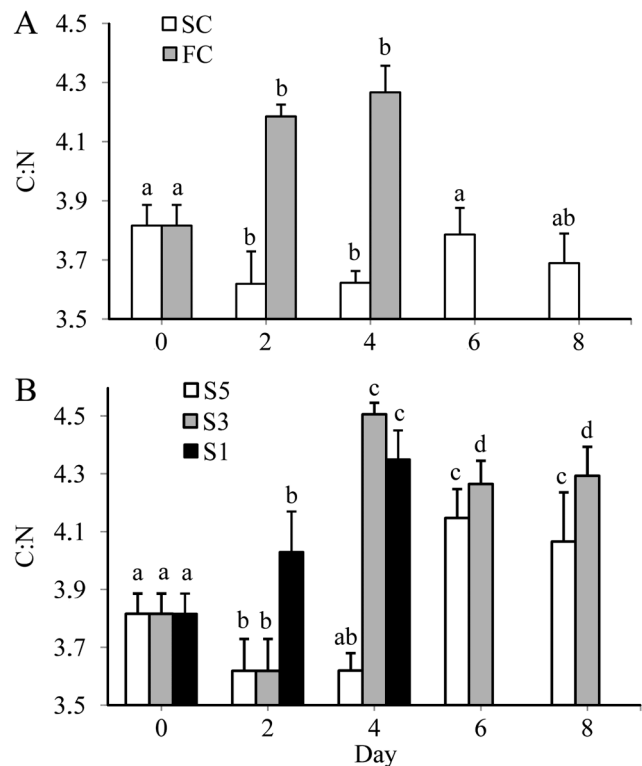 A
SC
FC
C:N
4.5
4.3
4.1
3.9
3.7
3.5
a a
b b
b b
a
ab
0 2 4 6 8
B
S5
S3
S1
C:N
4.5
4.3
4.1
3.9
3.7
3.5
a a a
b b b
ab c c
c d
c d
0 2 4 6 8
Day